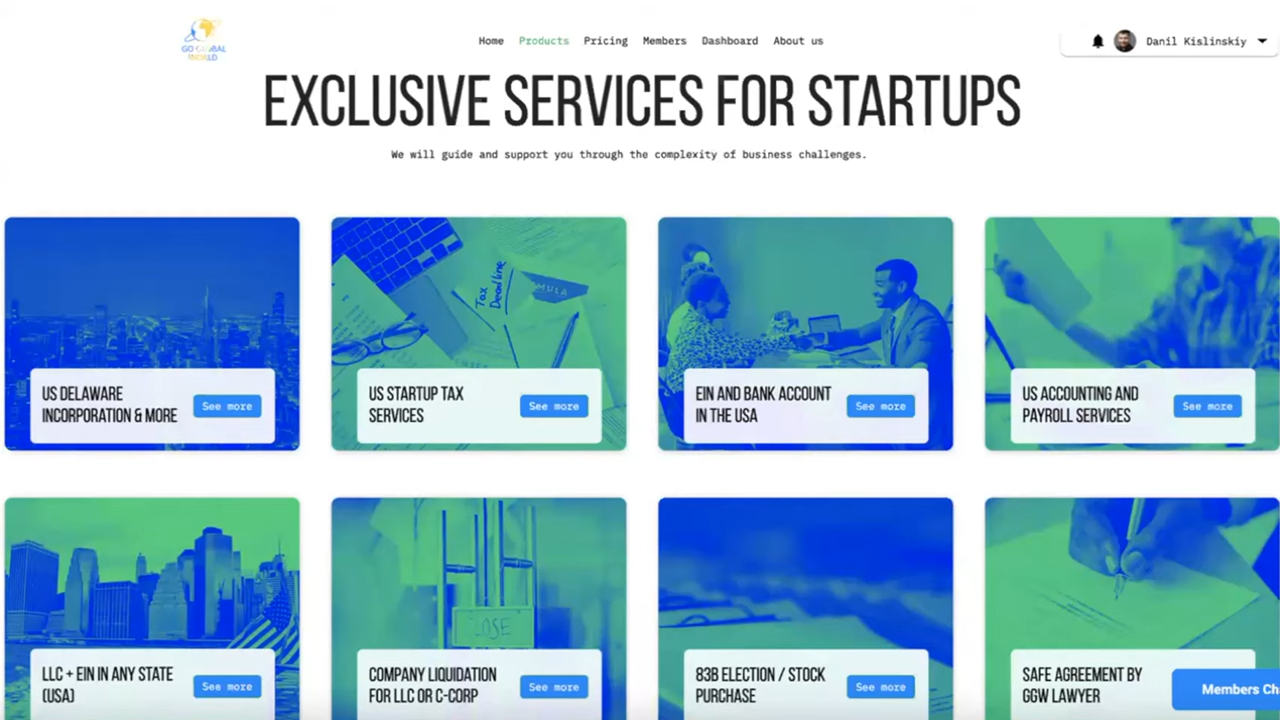 GO GLOBAL
WORLD
Home Products Pricing Members Dashboard About us
Danil Kislinskiy
EXCLUSIVE SERVICES FOR STARTUPS
We will guide and support you through the complexity of business challenges.
Tax
Deadline
US DELAWARE
INCORPORATION & MORE
See more
US STARTUP TAX
SERVICES
See more
EIN AND BANK ACCOUNT
IN THE USA
See more
US ACCOUNTING AND
PAYROLL SERVICES
See more
LLC + EIN IN ANY STATE
(USA)
See more
COMPANY LIQUIDATION
FOR LLC OR C-CORP
See more
83B ELECTION / STOCK
PURCHASE
See more
SAFE AGREEMENT BY
GGW LAWYER
Members Ch